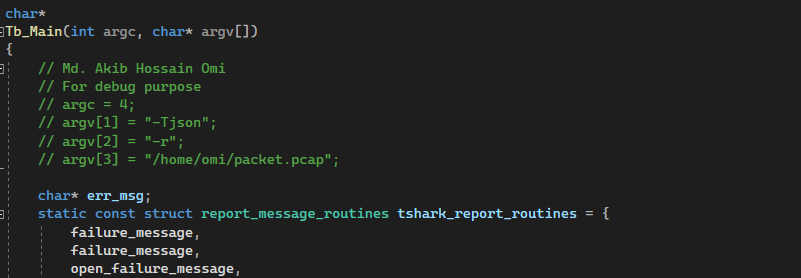 char*
Tb_Main(int argc, char* argv[])
{
// Md. Akib Hossain Omi
// For debug purpose
// argc = 4;
// argv[1] = "-Tjson";
// argv[2] = "-r";
// argv[3] = "/home/omi/packet.pcap";
char* err_msg;
static const struct report_message_routines tshark_report_routines = {
failure_message,
failure_message,
open_failure_message,